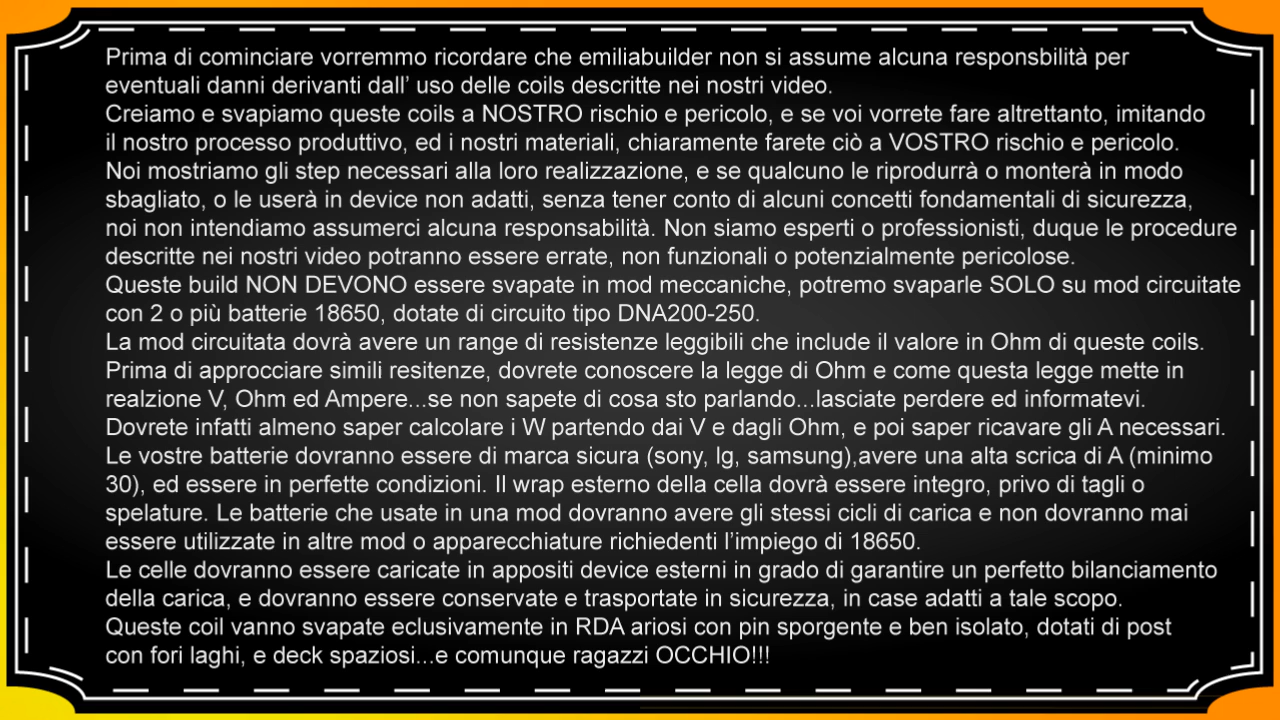 Prima di cominciare vorremmo ricordare che emiliabuilder non si assume alcuna responsbilità per
eventuali danni derivanti dall' uso delle coils descritte nei nostri video.
Creiamo e svapiamo queste coils a NOSTRO rischio e pericolo, e se voi vorrete fare altrettanto, imitando
il nostro processo produttivo, ed i nostri materiali, chiaramente farete ciò a VOSTRO rischio e pericolo.
Noi mostriamo gli step necessari alla loro realizzazione, e se qualcuno le riprodurrà o monterà in modo
sbagliato, o le userà in device non adatti, senza tener conto di alcuni concetti fondamentali di sicurezza,
noi non intendiamo assumerci alcuna responsabilità. Non siamo esperti o professionisti, duque le procedure
descritte nei nostri video potranno essere errate, non funzionali o potenzialmente pericolose.
Queste build NON DEVONO essere svapate in mod meccaniche, potremo svaparle SOLO su mod circuitate
con 2 o più batterie 18650, dotate di circuito tipo DNA200-250.
La mod circuitata dovrà avere un range di resistenze leggibili che include il valore in Ohm di queste coils.
Prima di approcciare simili resitenze, dovrete conoscere la legge di Ohm e come questa legge mette in
realzione V, Ohm ed Ampere...se non sapete di cosa sto parlando...lasciate perdere ed informatevi.
Dovrete infatti almeno saper calcolare i W partendo dai V e dagli Ohm, e poi saper ricavare gli A necessari.
Le vostre batterie dovranno essere di marca sicura (sony, lg, samsung),avere una alta scrica di A (minimo
30), ed essere in perfette condizioni. Il wrap esterno della cella dovrà essere integro, privo di tagli o
spelature. Le batterie che usate in una mod dovranno avere gli stessi cicli di carica e non dovranno mai
essere utilizzate in altre mod o apparecchiature richiedenti l'impiego di 18650.
Le celle dovranno essere caricate in appositi device esterni in grado di garantire un perfetto bilanciamento
della carica, e dovranno essere conservate e trasportate in sicurezza, in case adatti a tale scopo.
Queste coil vanno svapate eclusivamente in RDA ariosi con pin sporgente e ben isolato, dotati di post
con fori laghi, e deck spaziosi...e comunque ragazzi OCCHIO!!!